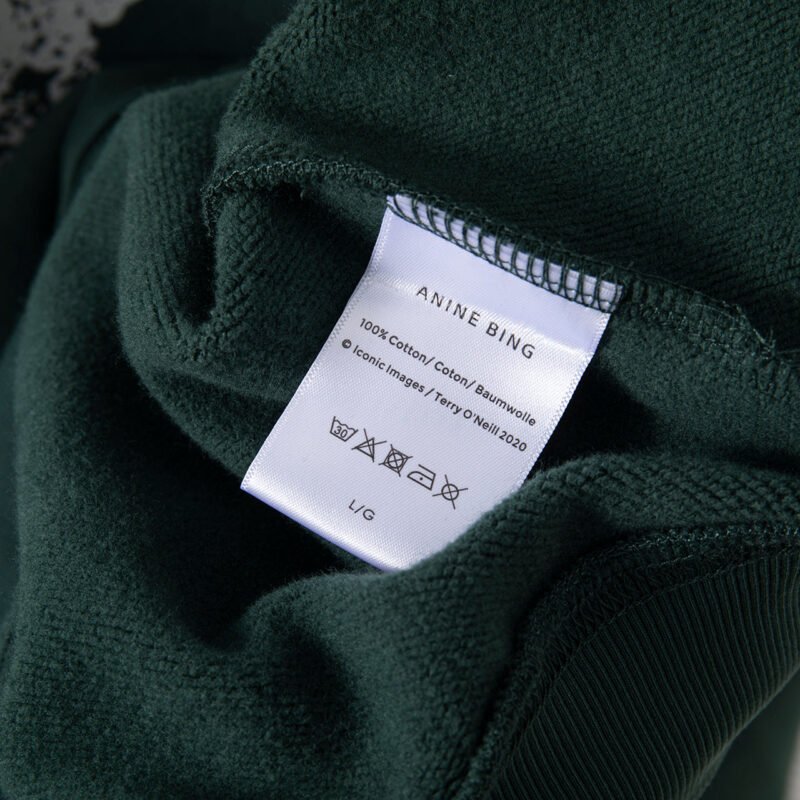 ANINE BING
100% Cotton/ Coton/ Baumwolle
© Iconic Images / Terry O'Neill 2020
30
L/G